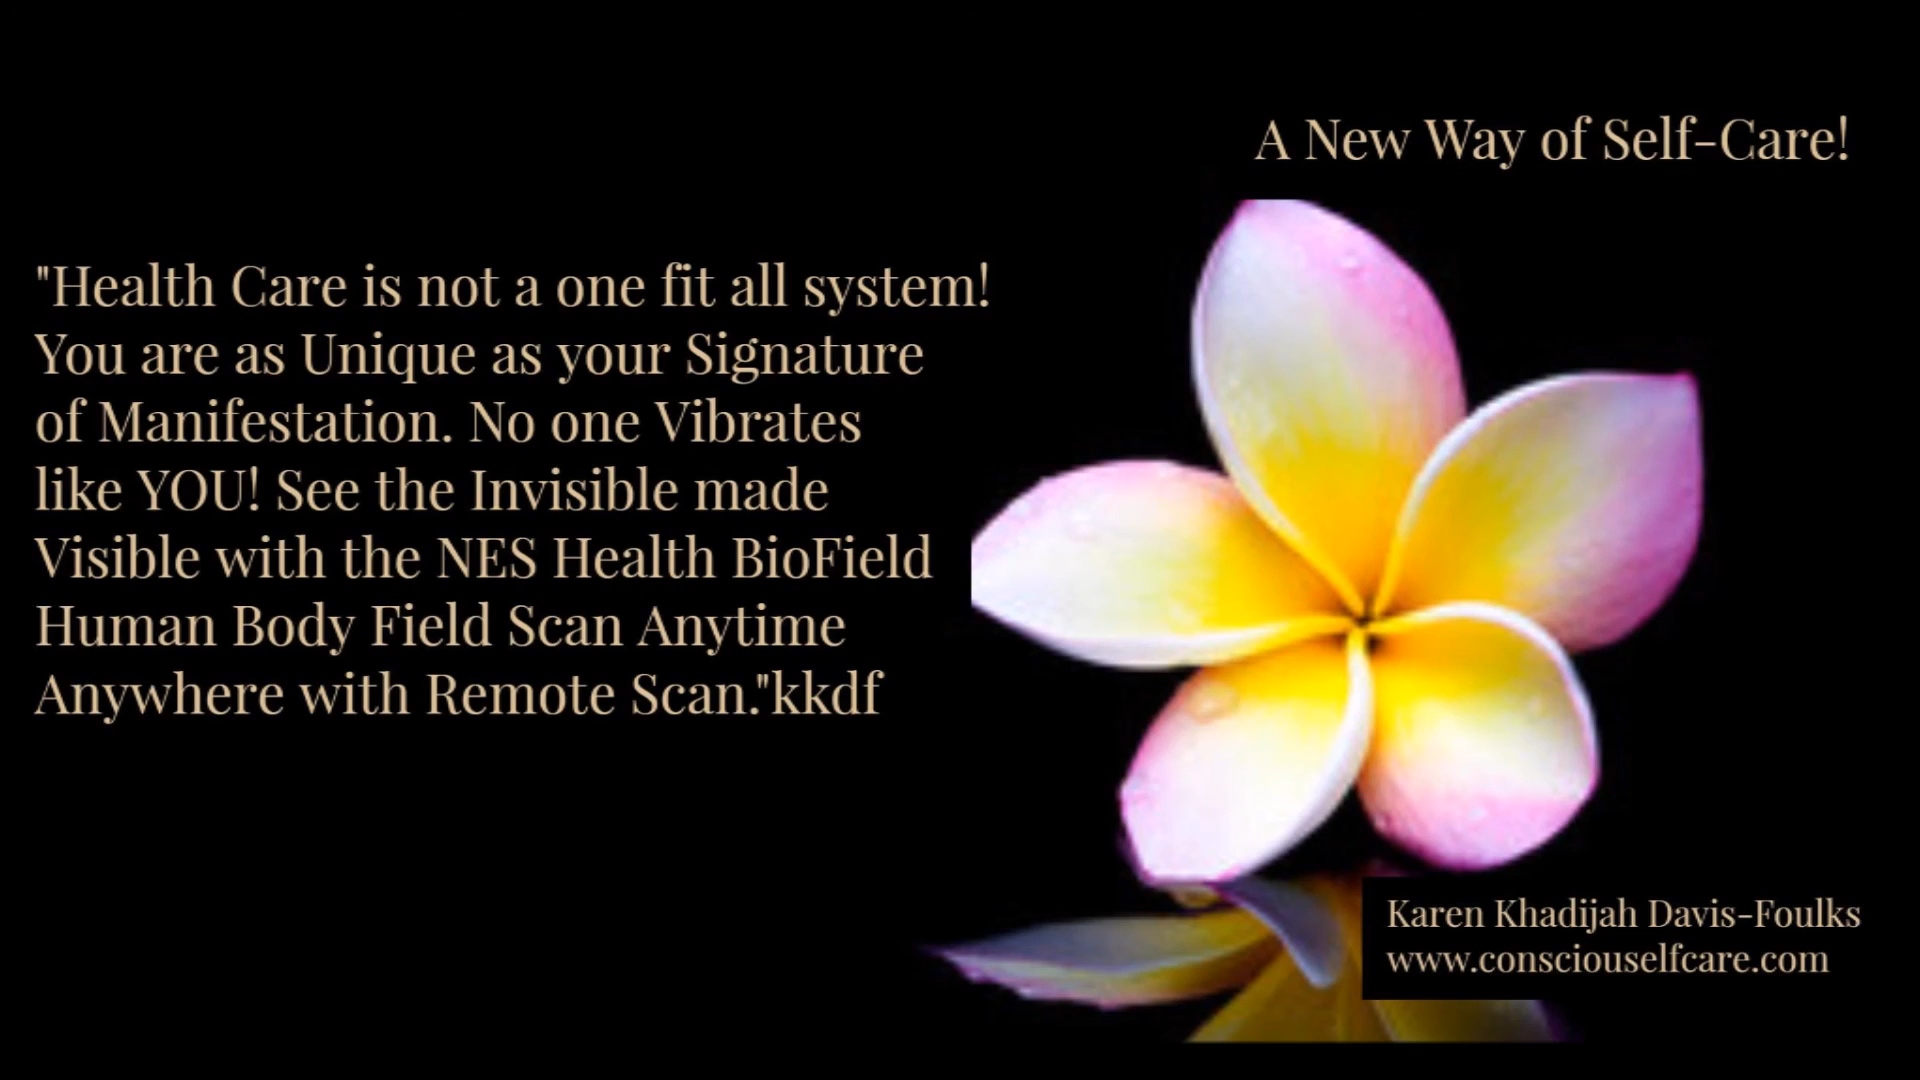 A New Way of Self-Care!
"Health Care is not a one fit all system!
You are as Unique as your Signature
of Manifestation. No one Vibrates
like YOU! See the Invisible made
Visible with the NES Health BioField
Human Body Field Scan Anytime
Anywhere with Remote Scan."kkdf
Karen Khadijah Davis-Foulks
www.consciouselfcare.com